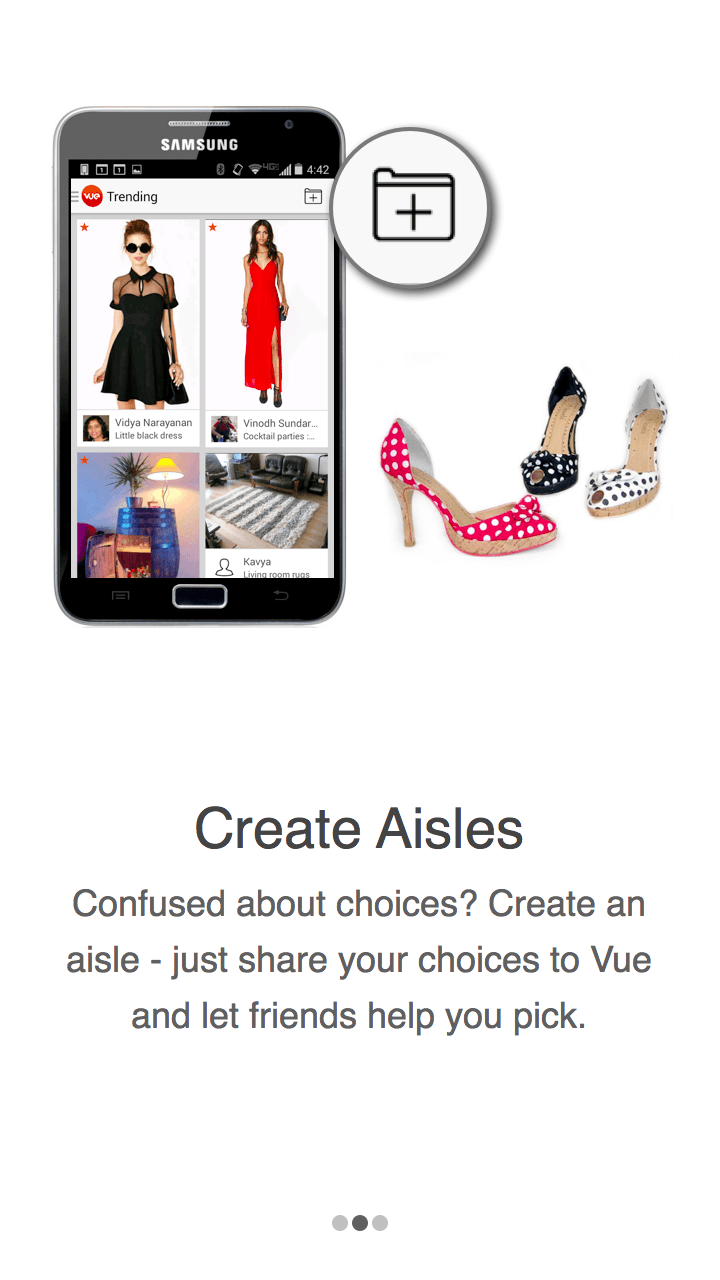 SAMSUNG
1 1 4G 4:42
vue Trending
Vidya Narayanan
Little black dress
Vinodh Sundar...
Cocktail parties :...
Kavya
Living room rugs
Create Aisles
Confused about choices? Create an
aisle - just share your choices to Vue
and let friends help you pick.